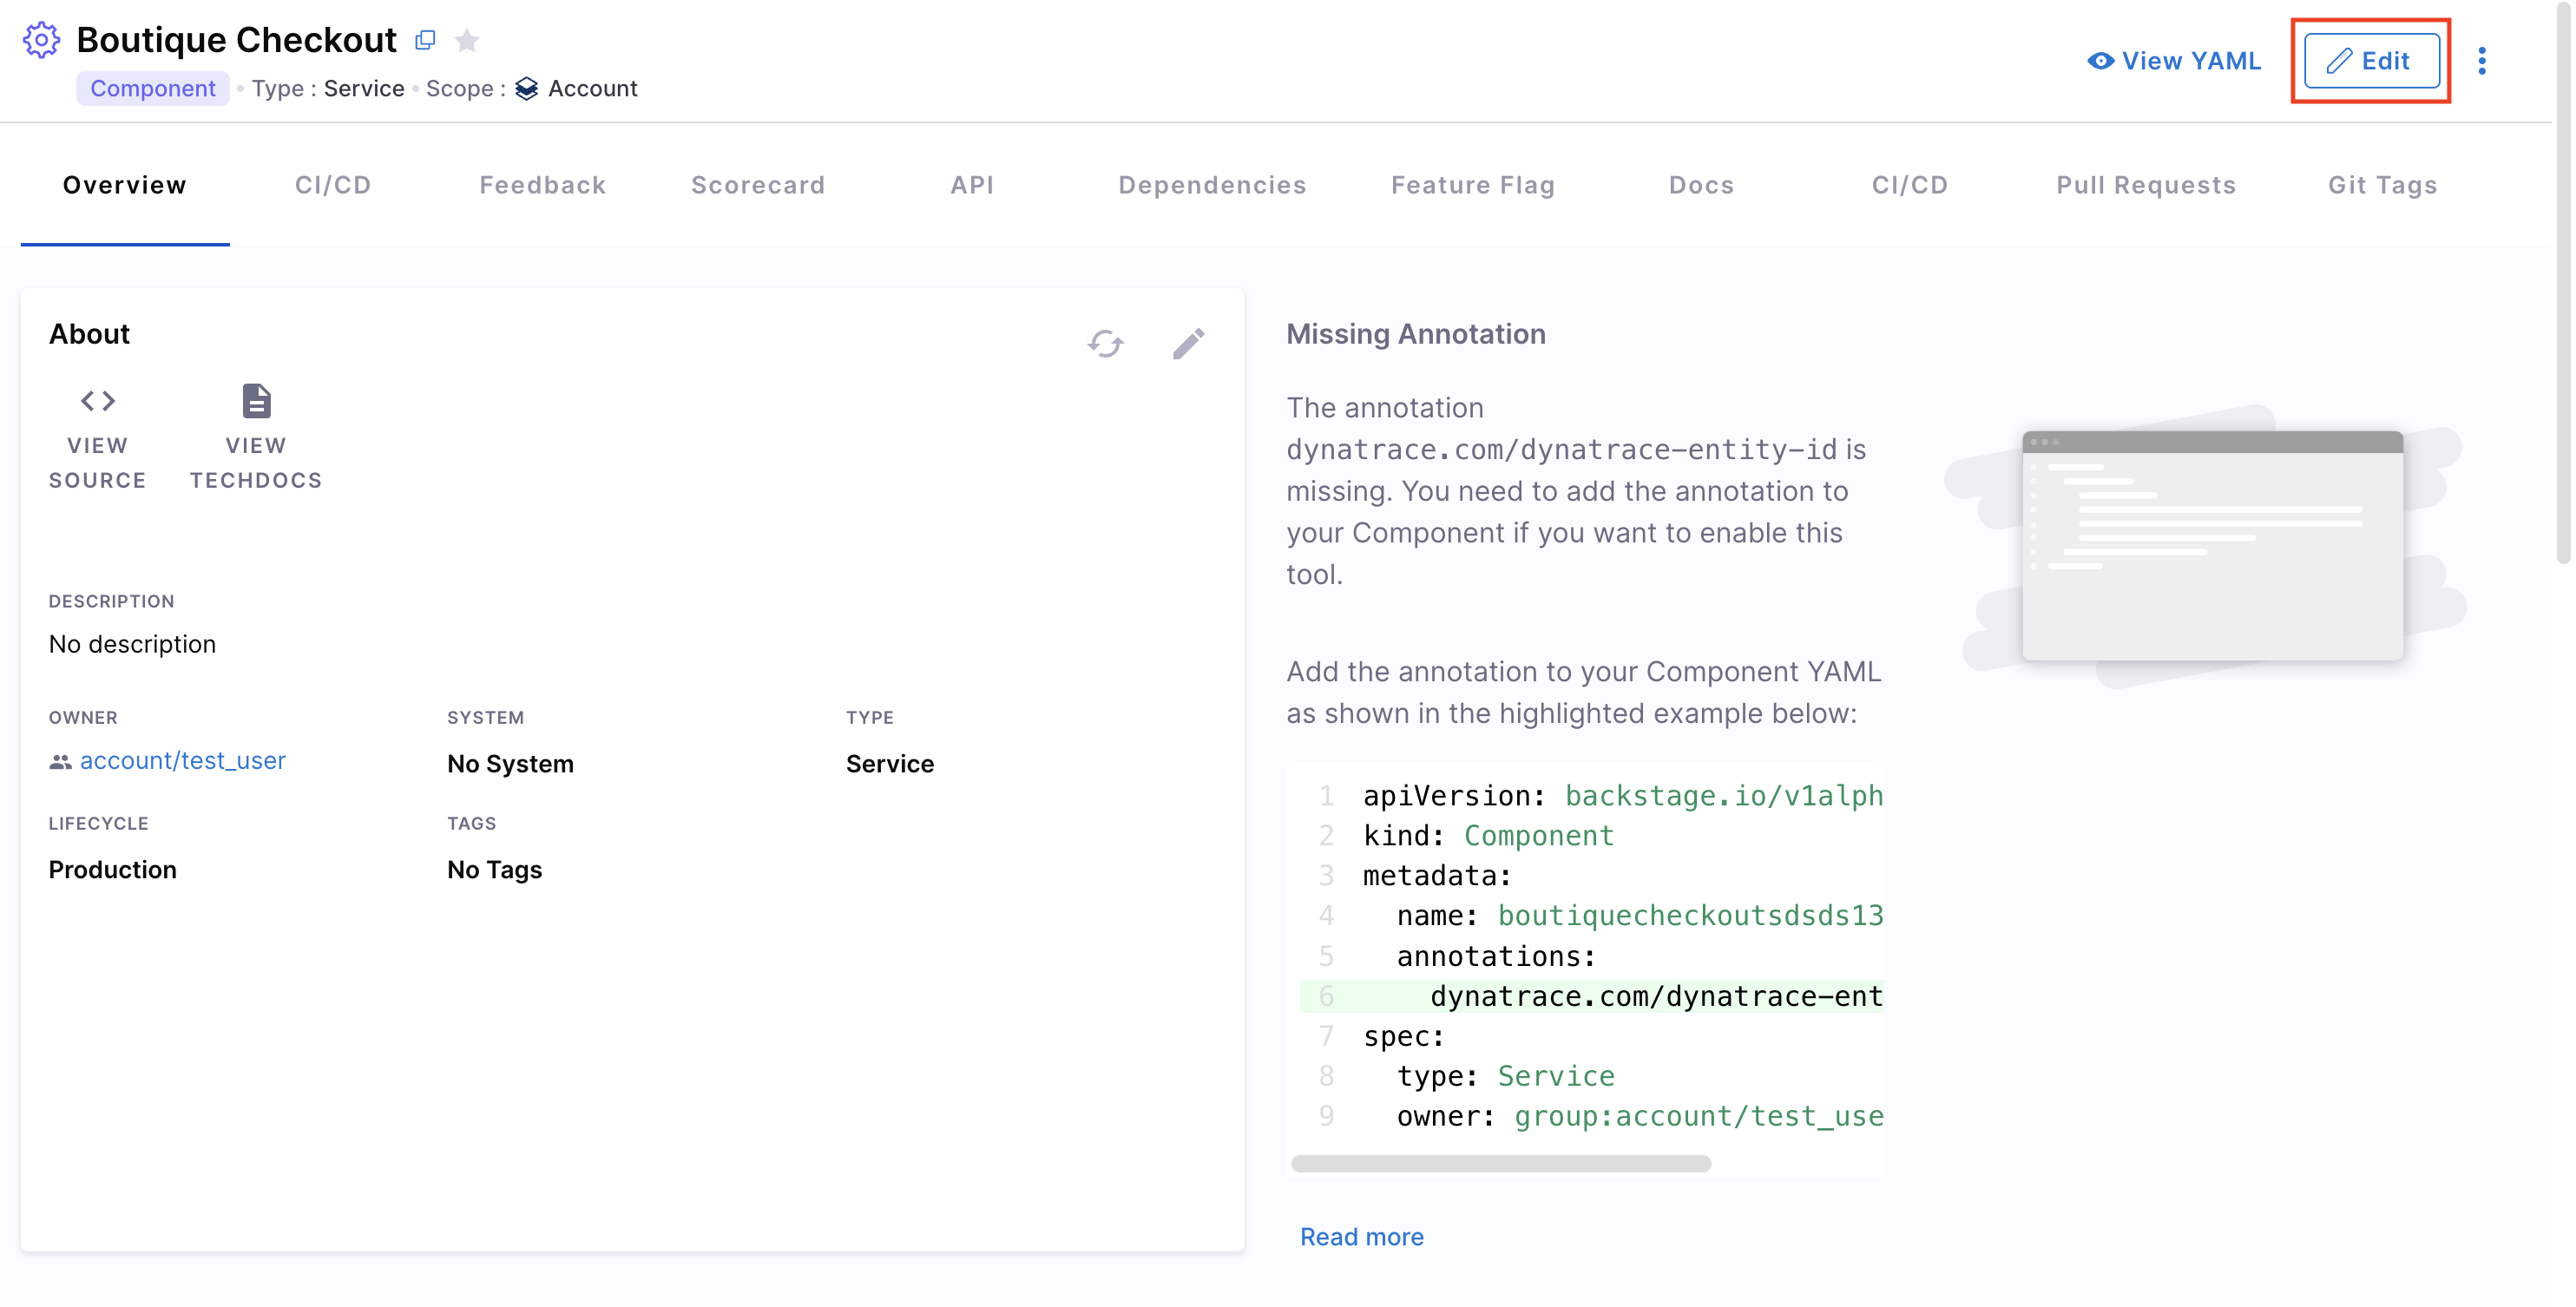 Boutique Checkout
Component • Type : Service • Scope : Account
View YAML
Edit
Overview
CI/CD
Feedback
Scorecard
API
Dependencies
Feature Flag
Docs
CI/CD
Pull Requests
Git Tags
About
VIEW
SOURCE
VIEW
TECHDOCS
DESCRIPTION
No description
OWNER
account/test_user
SYSTEM
No System
TYPE
Service
LIFECYCLE
Production
TAGS
No Tags
Missing Annotation
The annotation
dynatrace.com/dynatrace-entity-id is
missing. You need to add the annotation to
your Component if you want to enable this
tool.
Add the annotation to your Component YAML
as shown in the highlighted example below:
1 apiVersion: backstage.io/v1alph
2 kind: Component
3 metadata:
4 name: boutiquecheckoutsdsds13
5 annotations:
6 dynatrace.com/dynatrace-ent
7 spec:
8 type: Service
9 owner: group:account/test_use
Read more